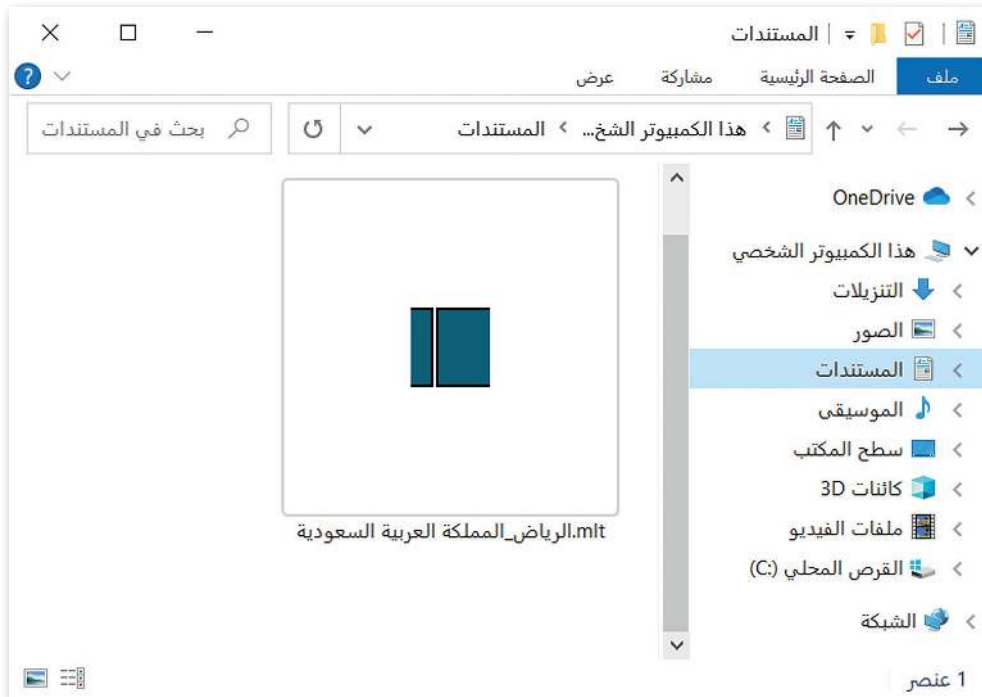 المستندات
ملف
الصفحة الرئيسية
مشاركة
عرض
?
هذا الكمبيوتر الشخ... › المستندات
بحث في المستندات
OneDrive
هذا الكمبيوتر الشخصي
التنزيلات
الصور
المستندات
الموسيقى
سطح المكتب
كائنات 3D
ملفات الفيديو
القرص المحلي (C:)
الشبكة
الرياض_المملكة العربية السعودية.mlt
1 عنصر